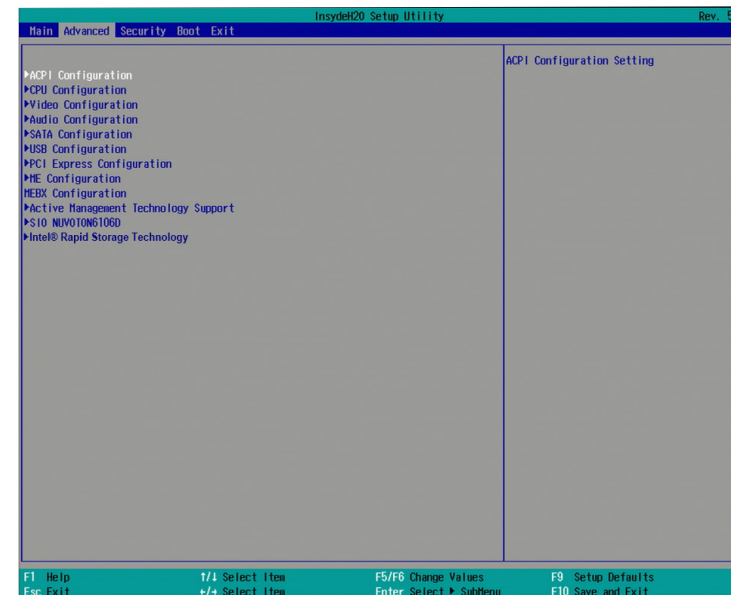 InsydeH20 Setup Utility Rev. 5
Main Advanced Security Boot Exit
ACPI Configuration Setting
▶ACPI Configuration
▶CPU Configuration
▶Video Configuration
▶Audio Configuration
▶SATA Configuration
▶USB Configuration
▶PCI Express Configuration
▶ME Configuration
MEBX Configuration
▶Active Management Technology Support
▶SIO NUVOTON6106D
▶Intel® Rapid Storage Technology
F1 Help ↑/↓ Select Item F5/F6 Change Values F9 Setup Defaults
Esc Exit ←/→ Select Item Enter Select ▶ SubMenu F10 Save and Exit